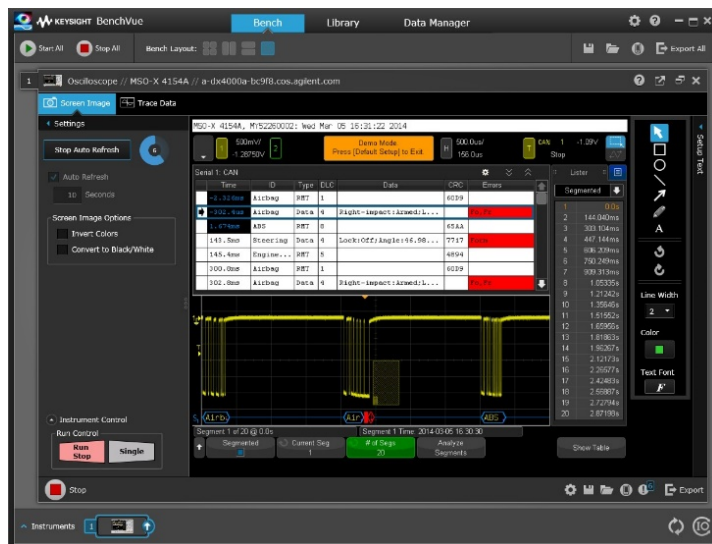 KEYSIGHT BenchVue
Bench
Library
Data Manager
Start All
Stop All
Bench Layout:
Export All
1
Oscilloscope // MSO-X 4154A // a-dx4000a-bc9f8.cos.agilent.com
Screen Image
Trace Data
Settings
Setup Text
Stop Auto Refresh
6
Auto Refresh
10 Seconds
Screen Image Options
Invert Colors
Convert to Black/White
Instrument Control
Run Control
Run Stop
Single
MSO-X 4154A, MY52260002: Wed Mar 05 16:31:22 2014
1 500mV/
-1.28750V
2
Demo Mode
Press [Default Setup] to Exit
H 500.0us/
166.0us
T CAN 1 -1.09V
Stop
Serial 1: CAN
Time ID Type DLC Data CRC Errors
Airbag RMT 1 60D9
Airbag Data 4 Right-impact:Armed;L...
ABS RMT 8 65AA
143.5ms Steering Data 4 Lock:Off;Angle:46.98... 7717
145.4ms Engine... RMT 5 4894
300.0ms Airbag RMT 1 60D9
302.0ms Airbag Data 4 Right-impact:Armed;L...
Lister
Segmented
1 0.0s
2 144.040ms
3 303.104ms
4 447.144ms
5 606.209ms
6 750.249ms
7 909.313ms
8 1.05335s
9 1.21242s
10 1.35646s
11 1.51552s
12 1.65956s
13 1.81863s
14 1.96267s
15 2.12173s
16 2.26577s
17 2.42483s
18 2.56887s
19 2.72794s
20 2.87198s
A
Line Width
2
Color
Text Font
F
Airb
Air
ABS
Segment 1 of 20 @ 0.0s
Segment 1 Time: 2014-03-05 16:30:30
Segmented
Current Seg
1
# of Segs
20
Analyze
Segments
Show Table
Stop
Export
Instruments
1